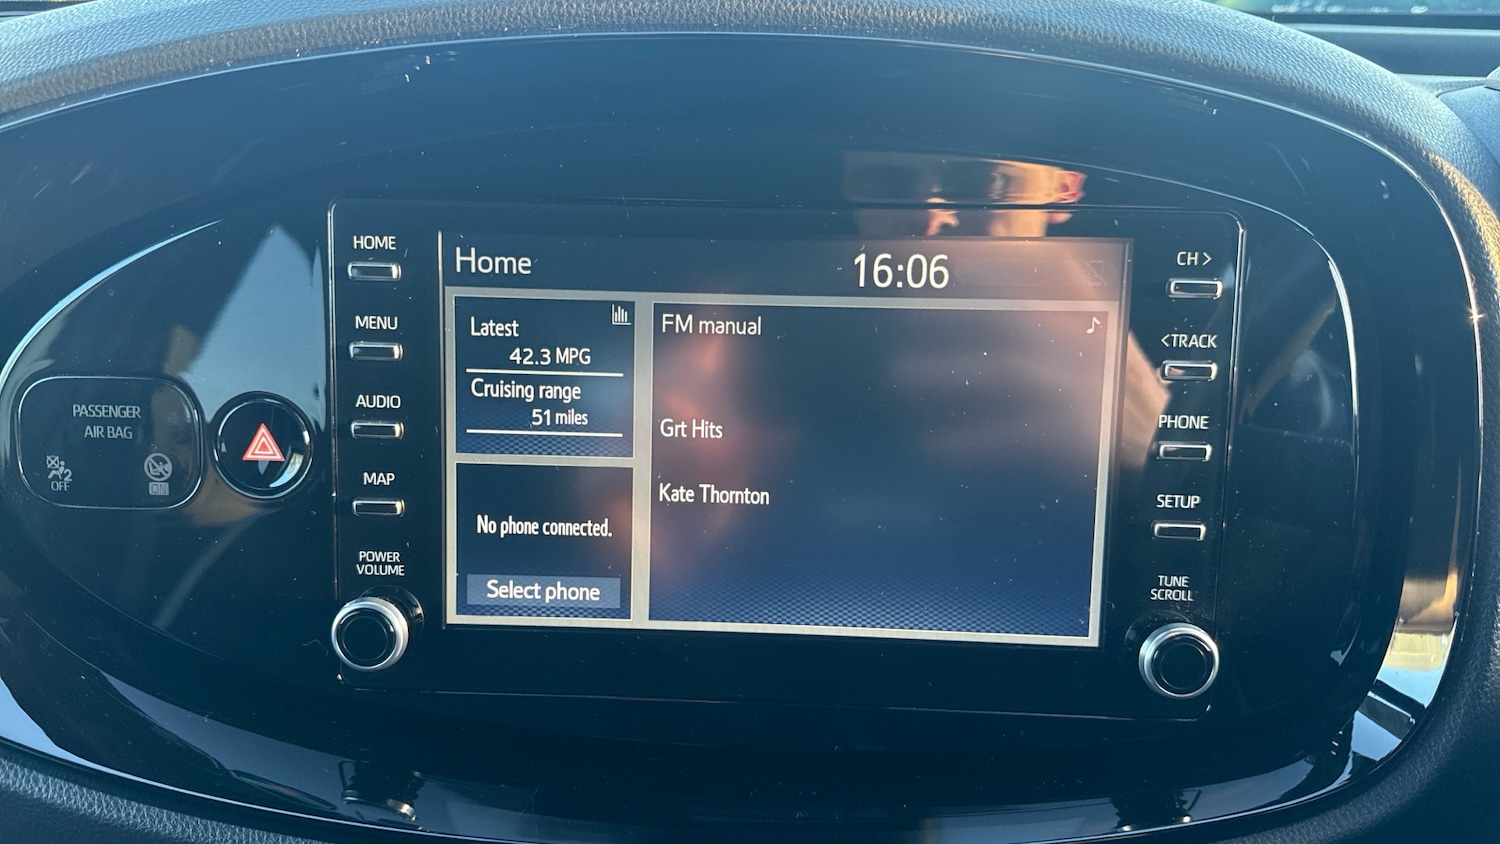 HOME
MENU
AUDIO
MAP
POWER
VOLUME
PASSENGER
AIR BAG
2
OFF
ON
Home
16:06
Latest
42.3 MPG
Cruising range
51 miles
No phone connected.
Select phone
FM manual
Grt Hits
Kate Thornton
CH >
<TRACK
PHONE
SETUP
TUNE
SCROLL